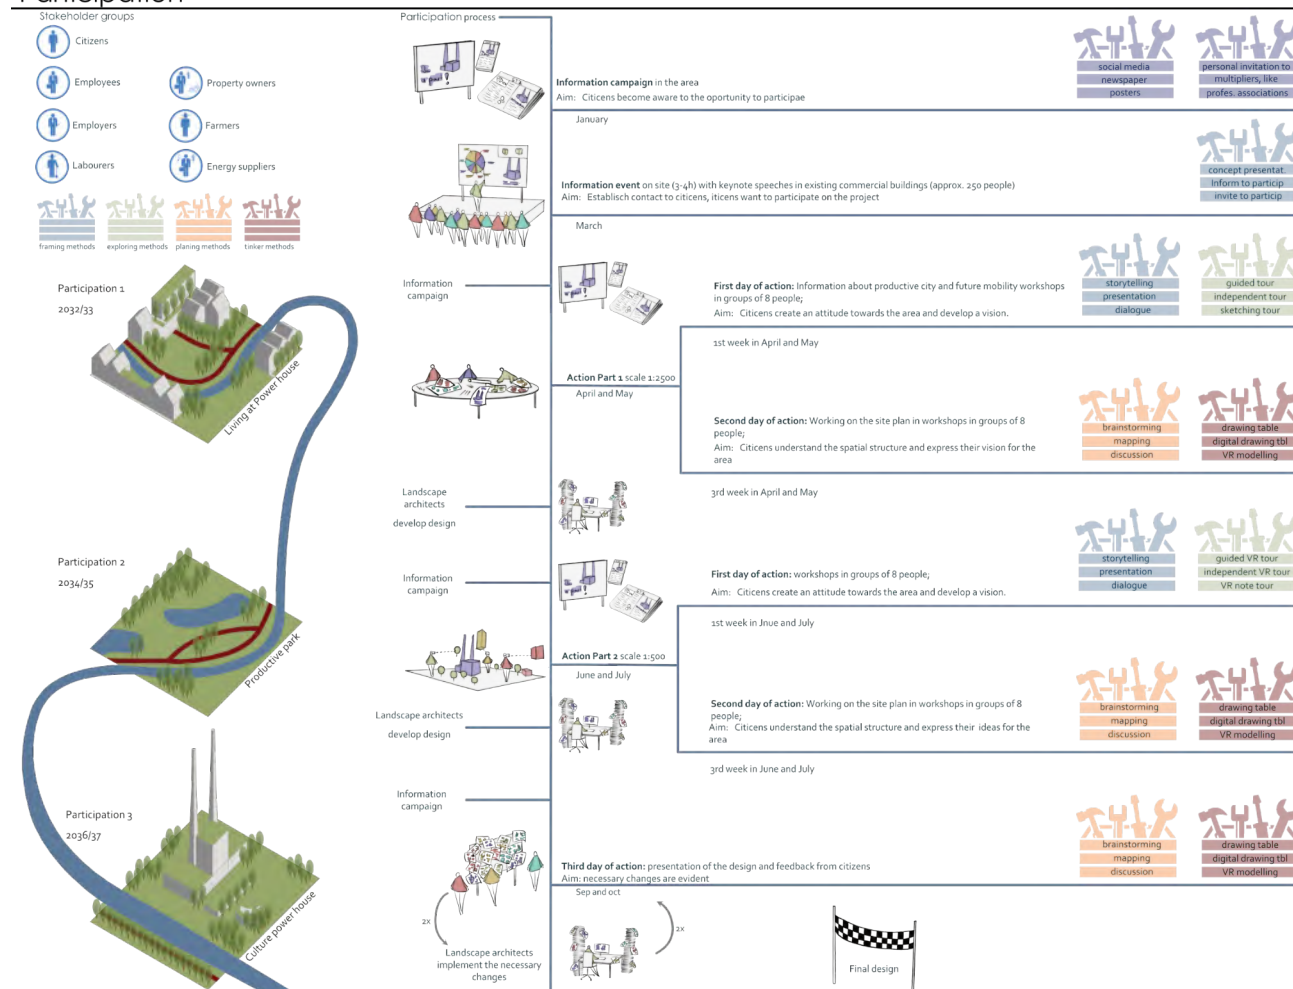 Participation
Stakeholder groups
Citizens
Employees
Property owners
Employers
Farmers
Labourers
Energy suppliers
framing methods
exploring methods
planing methods
tinker methods
Participation 1
2032/33
Living at Power house
Participation 2
2034/35
Productive park
Participation 3
2036/37
Culture power house
Participation process
Information campaign in the area
Aim: Citicens become aware to the oportunity to participae
social media
newspaper
posters
personal invitation to
multipliers, like
profes. associations
January
Information event on site (3-4h) with keynote speeches in existing commercial buildings (approx. 250 people)
Aim: Establisch contact to citizens, iticens want to participate on the project
concept presentat.
Inform to particip
invite to particip
March
Information
campaign
First day of action: Information about productive city and future mobility workshops
in groups of 8 people;
Aim: Citicens create an attitude towards the area and develop a vision.
storytelling
presentation
dialogue
guided tour
independent tour
sketching tour
1st week in April and May
Action Part 1 scale 1:2500
April and May
Second day of action: Working on the site plan in workshops in groups of 8
people;
Aim: Citicens understand the spatial structure and express their vision for the
area
brainstorming
mapping
discussion
drawing table
digital drawing tbl
VR modelling
3rd week in April and May
Landscape
architects
develop design
Information
campaign
First day of action: workshops in groups of 8 people;
Aim: Citicens create an attitude towards the area and develop a vision.
storytelling
presentation
dialogue
guided VR tour
independent VR tour
VR note tour
1st week in Jnue and July
Action Part 2 scale 1:500
June and July
Landscape architects
develop design
Second day of action: Working on the site plan in workshops in groups of 8
people;
Aim: Citicens understand the spatial structure and express their ideas for the
area
brainstorming
mapping
discussion
drawing table
digital drawing tbl
VR modelling
3rd week in June and July
Information
campaign
Third day of action: presentation of the design and feedback from citizens
Aim: necessary changes are evident
brainstorming
mapping
discussion
drawing table
digital drawing tbl
VR modelling
Sep and oct
2x
2x
Landscape architects
implement the necessary
changes
Final design